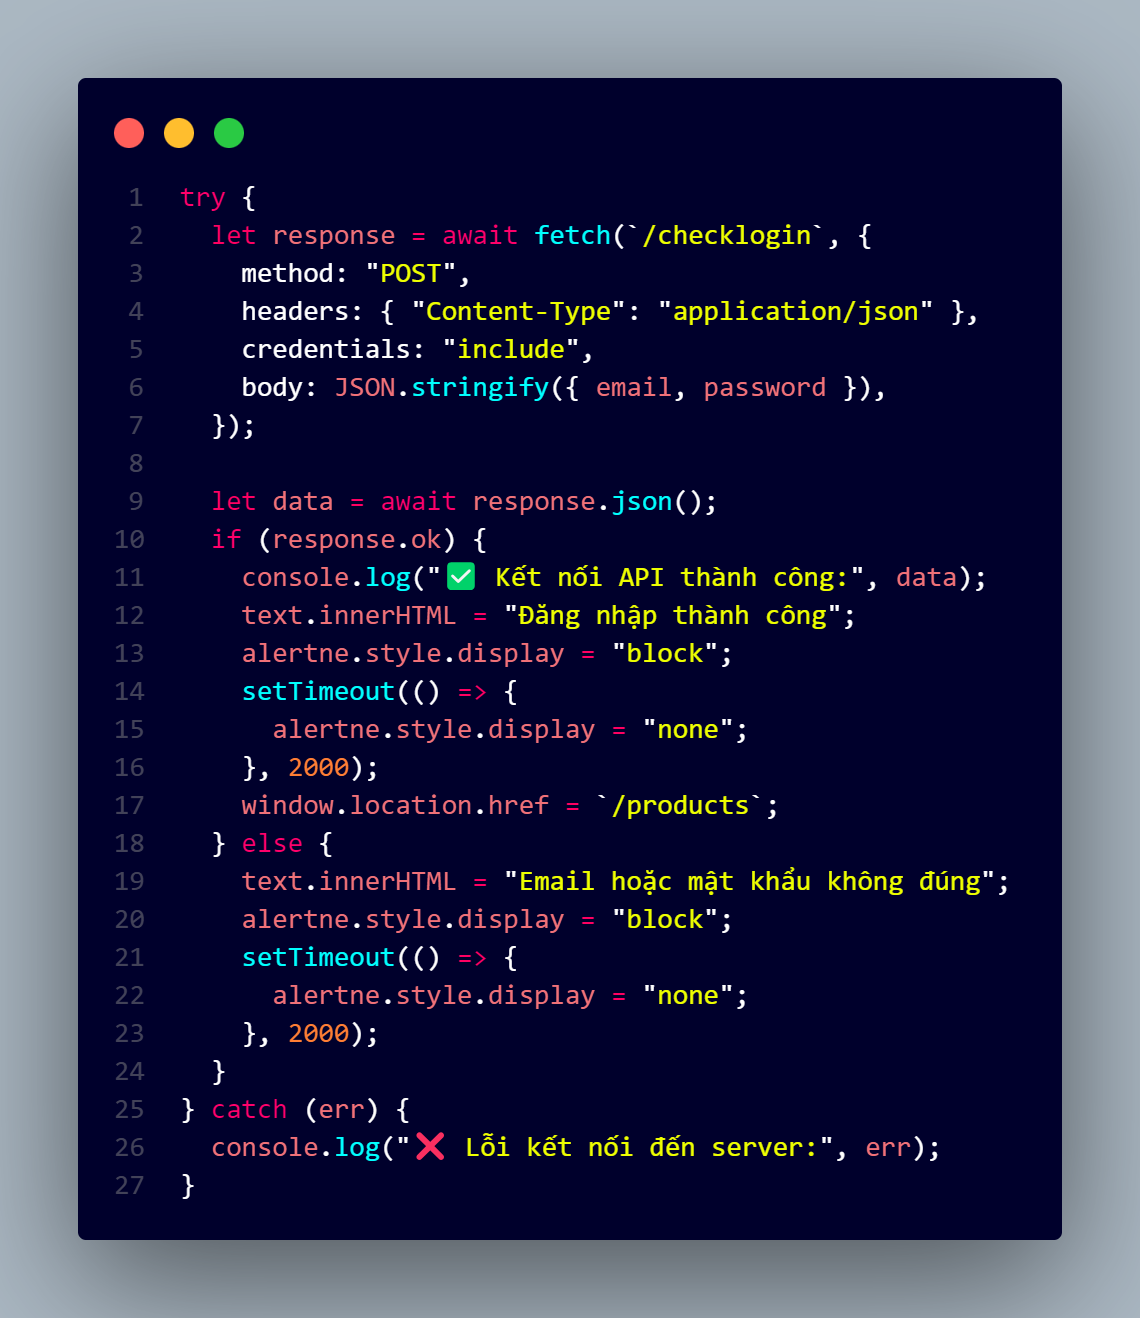 1 try {
2 let response = await fetch(`/checklogin`, {
3 method: "POST",
4 headers: { "Content-Type": "application/json" },
5 credentials: "include",
6 body: JSON.stringify({ email, password }),
7 });
8
9 let data = await response.json();
10 if (response.ok) {
11 console.log("✅ Kết nối API thành công:", data);
12 text.innerHTML = "Đăng nhập thành công";
13 alertne.style.display = "block";
14 setTimeout(() => {
15 alertne.style.display = "none";
16 }, 2000);
17 window.location.href = `/products`;
18 } else {
19 text.innerHTML = "Email hoặc mật khẩu không đúng";
20 alertne.style.display = "block";
21 setTimeout(() => {
22 alertne.style.display = "none";
23 }, 2000);
24 }
25 } catch (err) {
26 console.log("❌ Lỗi kết nối đến server:", err);
27 }